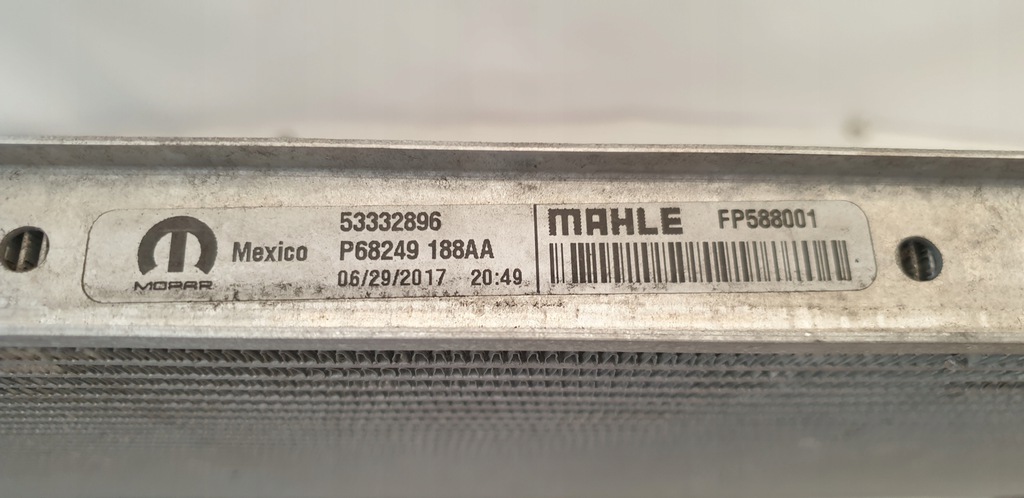 MOPAR
Mexico
53332896
P68249 188AA
06/29/2017 20:49
MAHLE FP588001